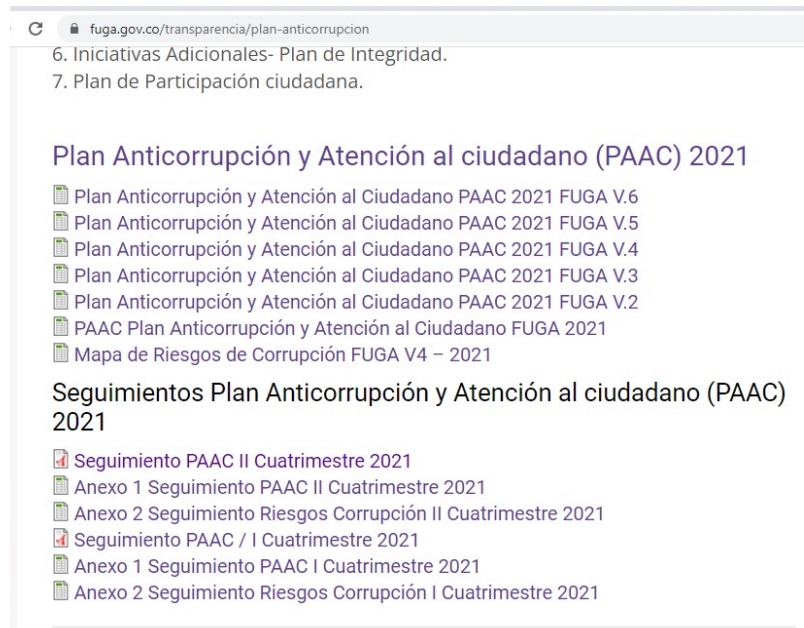 fuga.gov.co/transparencia/plan-anticorrupcion
6. Iniciativas Adicionales- Plan de Integridad.
7. Plan de Participación ciudadana.
Plan Anticorrupción y Atención al ciudadano (PAAC) 2021
Plan Anticorrupción y Atención al Ciudadano PAAC 2021 FUGA V.6
Plan Anticorrupción y Atención al Ciudadano PAAC 2021 FUGA V.5
Plan Anticorrupción y Atención al Ciudadano PAAC 2021 FUGA V.4
Plan Anticorrupción y Atención al Ciudadano PAAC 2021 FUGA V.3
Plan Anticorrupción y Atención al Ciudadano PAAC 2021 FUGA V.2
PAAC Plan Anticorrupción y Atención al Ciudadano FUGA 2021
Mapa de Riesgos de Corrupción FUGA V4 – 2021
Seguimientos Plan Anticorrupción y Atención al ciudadano (PAAC)
2021
Seguimiento PAAC II Cuatrimestre 2021
Anexo 1 Seguimiento PAAC II Cuatrimestre 2021
Anexo 2 Seguimiento Riesgos Corrupción II Cuatrimestre 2021
Seguimiento PAAC / I Cuatrimestre 2021
Anexo 1 Seguimiento PAAC I Cuatrimestre 2021
Anexo 2 Seguimiento Riesgos Corrupción I Cuatrimestre 2021